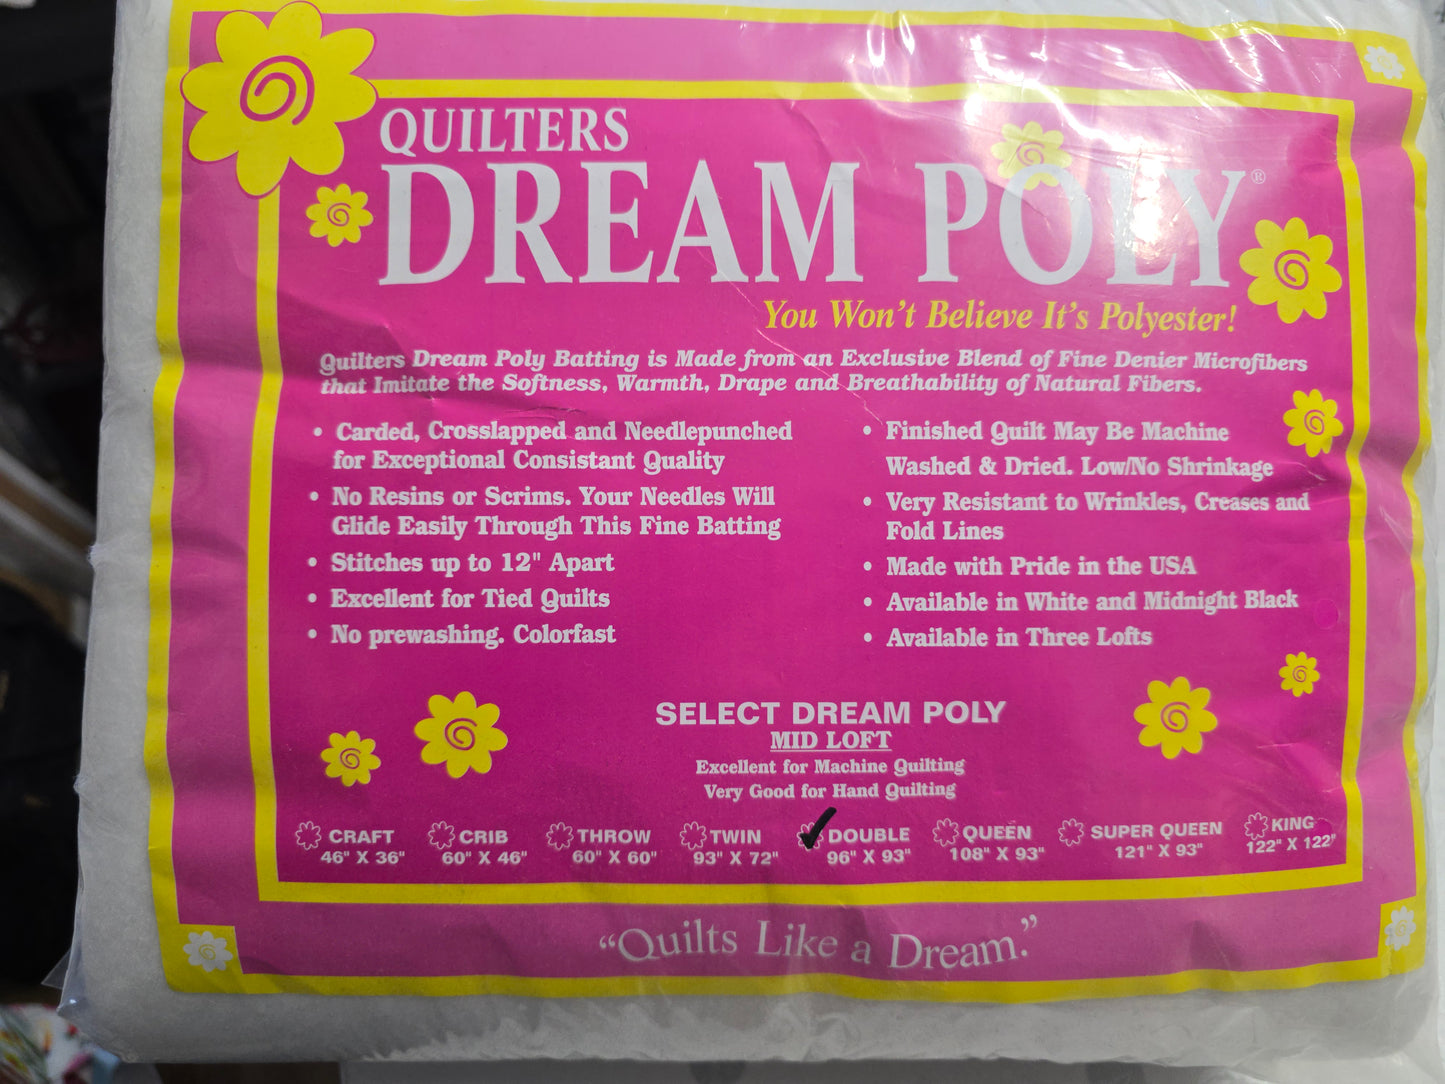 QUILTERS
DREAM POLY®
You Won't Believe It's Polyester!
Quilters Dream Poly Batting is Made from an Exclusive Blend of Fine Denier Microfibers
that Imitate the Softness, Warmth, Drape and Breathability of Natural Fibers.
• Carded, Crosslapped and Needlepunched
for Exceptional Consistant Quality
• No Resins or Scrims. Your Needles Will
Glide Easily Through This Fine Batting
• Stitches up to 12" Apart
• Excellent for Tied Quilts
• No prewashing. Colorfast
• Finished Quilt May Be Machine
Washed & Dried. Low/No Shrinkage
• Very Resistant to Wrinkles, Creases and
Fold Lines
• Made with Pride in the USA
• Available in White and Midnight Black
• Available in Three Lofts
SELECT DREAM POLY
MID LOFT
Excellent for Machine Quilting
Very Good for Hand Quilting
CRAFT
46" X 36"
CRIB
60" X 46"
THROW
60" X 60"
TWIN
93" X 72"
DOUBLE
96" X 93"
QUEEN
108" X 93"
SUPER QUEEN
121" X 93"
KING
122" X 122"
"Quilts Like a Dream."